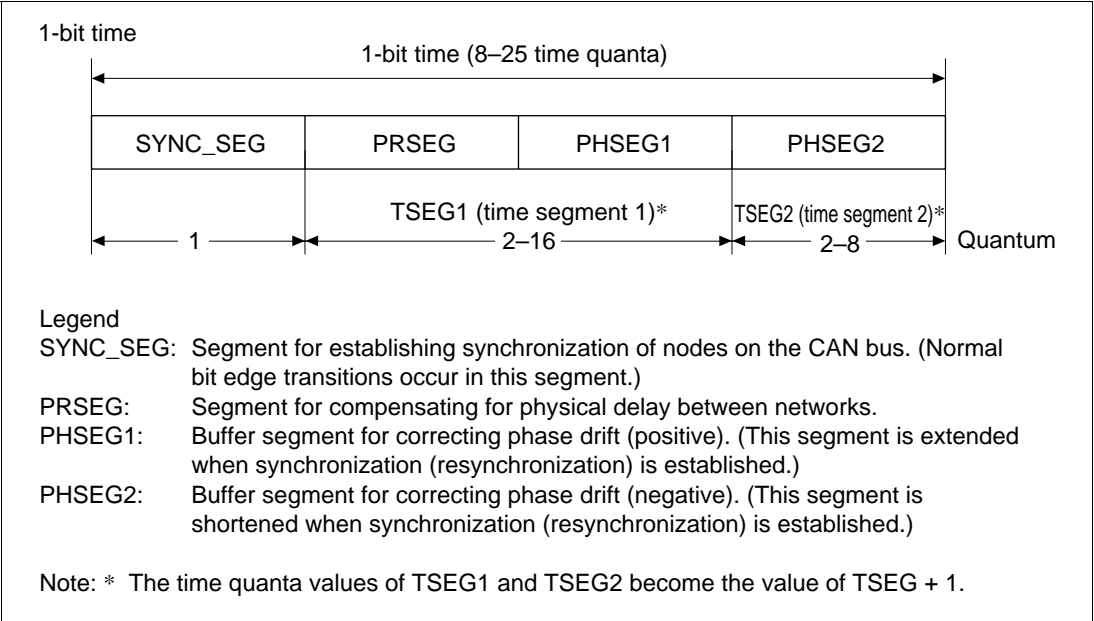 1-bit time
1-bit time (8–25 time quanta)
SYNC_SEG PRSEG PHSEG1 PHSEG2
TSEG1 (time segment 1)* TSEG2 (time segment 2)*
1 2–16 2–8 Quantum
Legend
SYNC_SEG: Segment for establishing synchronization of nodes on the CAN bus. (Normal
bit edge transitions occur in this segment.)
PRSEG: Segment for compensating for physical delay between networks.
PHSEG1: Buffer segment for correcting phase drift (positive). (This segment is extended
when synchronization (resynchronization) is established.)
PHSEG2: Buffer segment for correcting phase drift (negative). (This segment is
shortened when synchronization (resynchronization) is established.)
Note: * The time quanta values of TSEG1 and TSEG2 become the value of TSEG + 1.